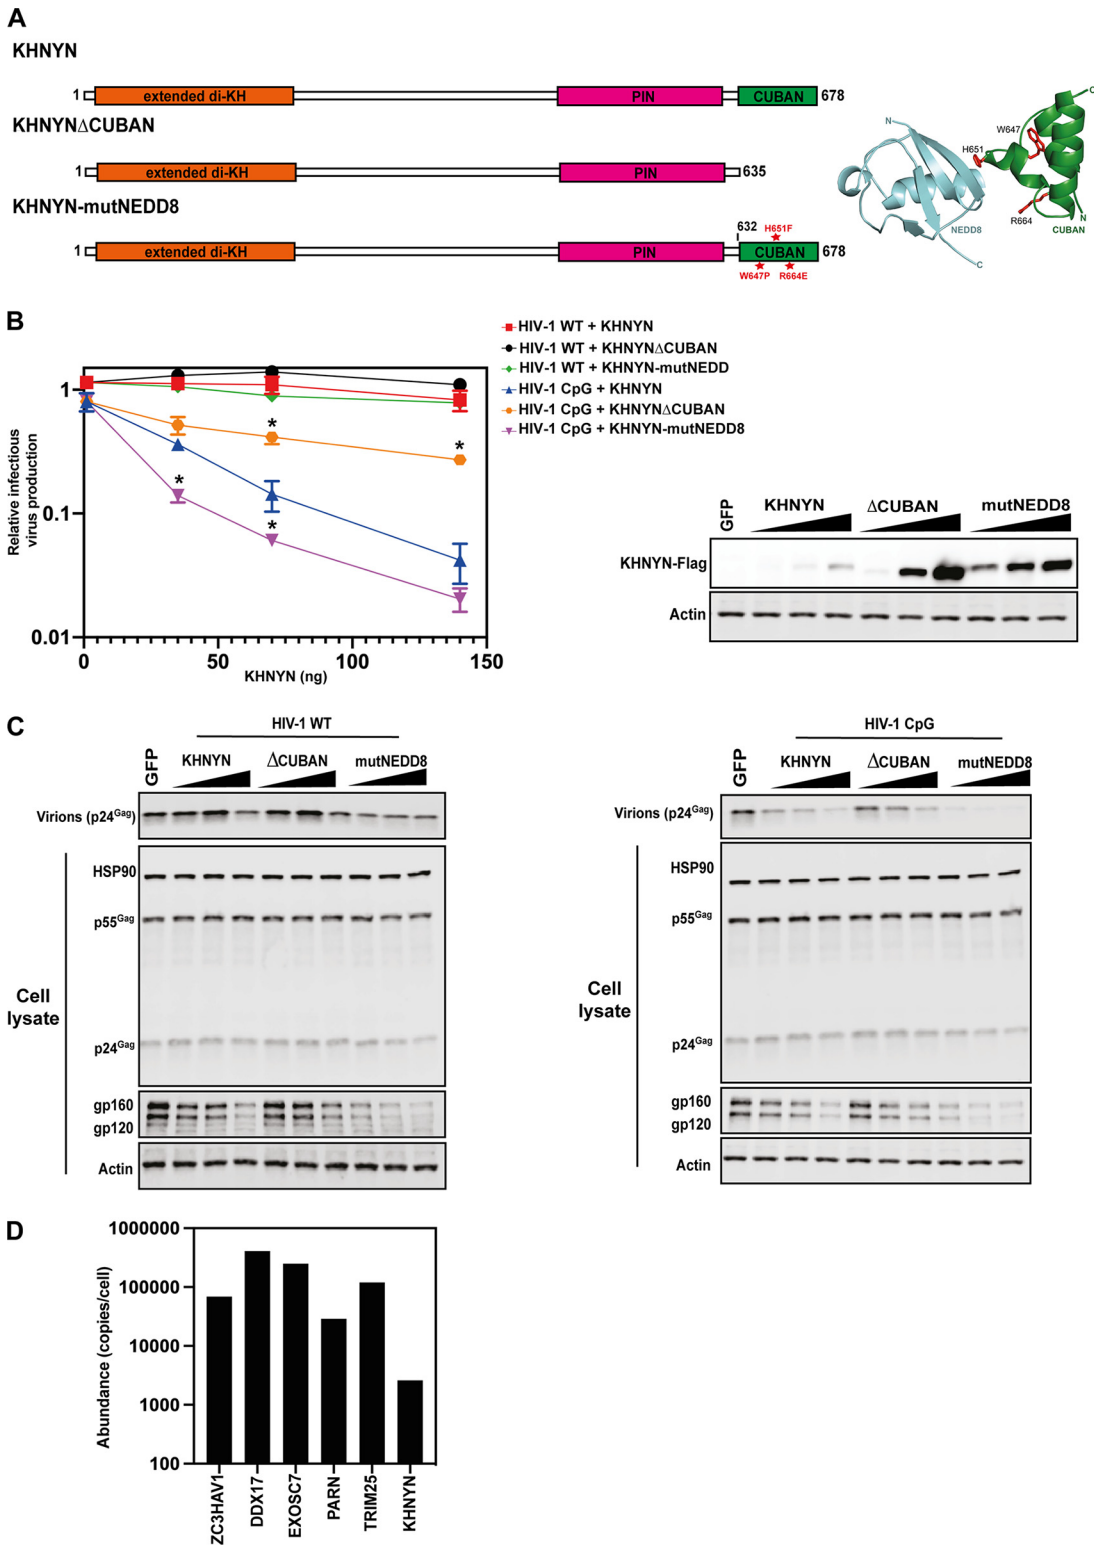 A
KHNYN
1 extended di-KH PIN CUBAN 678
KHNYNΔCUBAN
1 extended di-KH PIN 635
KHNYN-mutNEDD8
632 H651F
1 extended di-KH PIN CUBAN 678
W647P R664E
C
W647
N H651
R664 N
NEDD8 CUBAN
C
B
HIV-1 WT + KHNYN
HIV-1 WT + KHNYNΔCUBAN
HIV-1 WT + KHNYN-mutNEDD
HIV-1 CpG + KHNYN
HIV-1 CpG + KHNYNΔCUBAN
HIV-1 CpG + KHNYN-mutNEDD8
Relative infectious
virus production
1
0.1
0.01
* * * *
0 50 100 150
KHNYN (ng)
GFP KHNYN ΔCUBAN mutNEDD8
KHNYN-Flag
Actin
C
HIV-1 WT
GFP KHNYN ΔCUBAN mutNEDD8
Virions (p24Gag)
HSP90
p55Gag
Cell
lysate
p24Gag
gp160
gp120
Actin
HIV-1 CpG
GFP KHNYN ΔCUBAN mutNEDD8
Virions (p24Gag)
HSP90
p55Gag
Cell
lysate
p24Gag
gp160
gp120
Actin
D
Abundance (copies/cell)
1000000
100000
10000
1000
100
ZC3HAV1 DDX17 EXOSC7 PARN TRIM25 KHNYN